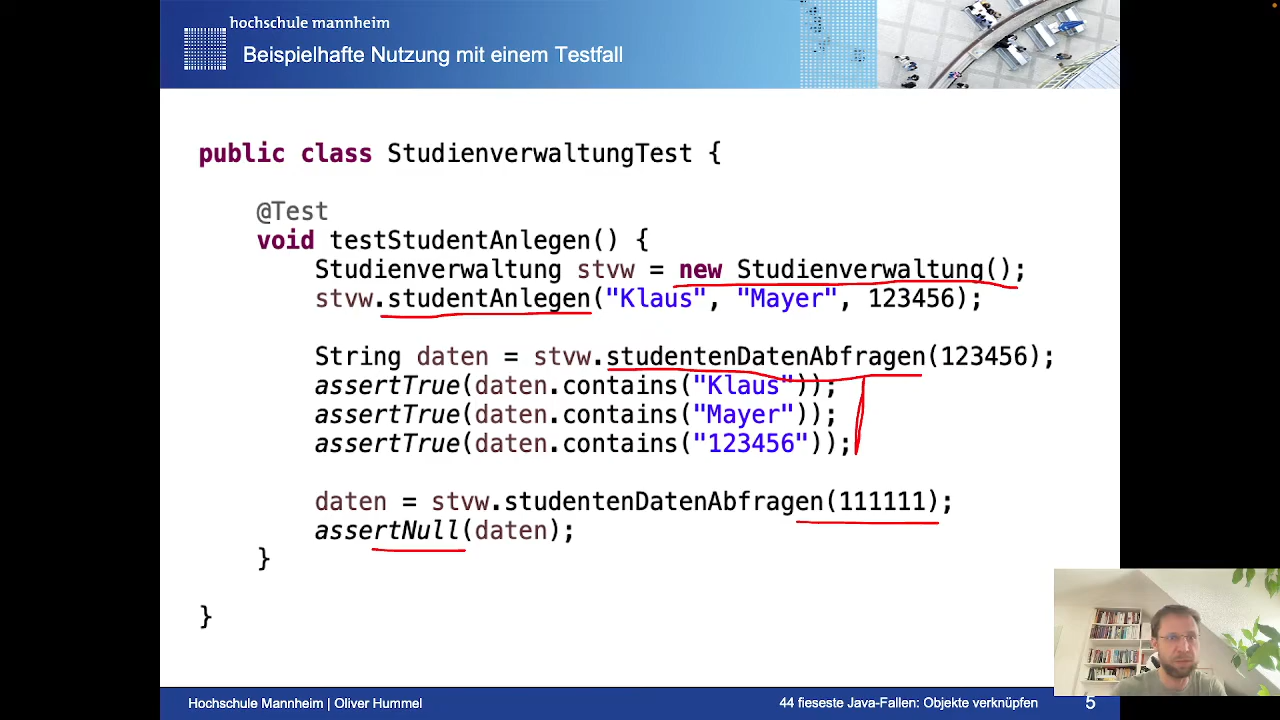 hochschule mannheim
Beispielhafte Nutzung mit einem Testfall
public class StudienverwaltungTest {
@Test
void testStudentAnlegen() {
Studienverwaltung stvw = new Studienverwaltung();
stvw.studentAnlegen("Klaus", "Mayer", 123456);
String daten = stvw.studentenDatenAbfragen(123456);
assertTrue(daten.contains("Klaus"));
assertTrue(daten.contains("Mayer"));
assertTrue(daten.contains("123456"));
daten = stvw.studentenDatenAbfragen(111111);
assertNull(daten);
}
}
Hochschule Mannheim | Oliver Hummel
44 fieseste Java-Fallen: Objekte verknüpfen
5